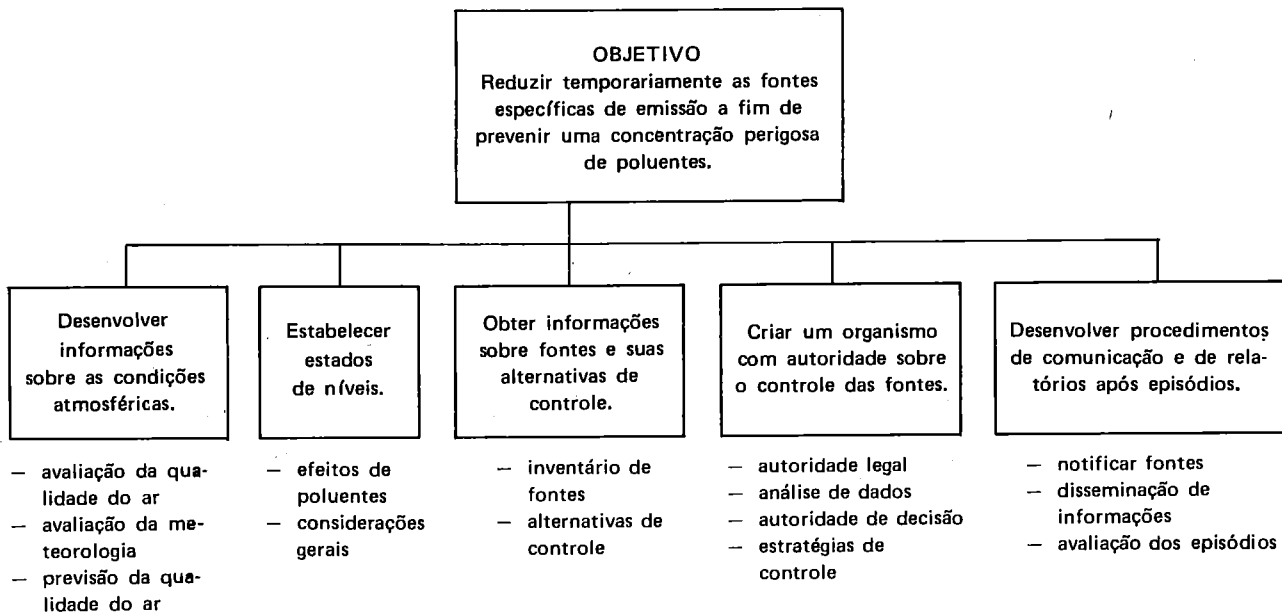 OBJETIVO
Reduzir temporariamente as fontes
específicas de emissão a fim de
prevenir uma concentração perigosa
de poluentes.
Desenvolver
informações
sobre as condições
atmosféricas.
Estabelecer
estados
de níveis.
Obter informações
sobre fontes e suas
alternativas de
controle.
Criar um organismo
com autoridade sobre
o controle das fontes.
Desenvolver procedimentos
de comunicação e de rela-
tórios após episódios.
— avaliação da qua-
lidade do ar
— avaliação da me-
teorologia
— previsão da qua-
lidade do ar
— efeitos de
poluentes
— considerações
gerais
— inventário de
fontes
— alternativas de
controle
— autoridade legal
— análise de dados
— autoridade de decisão
— estratégias de
controle
— notificar fontes
— disseminação de
informações
— avaliação dos episódios